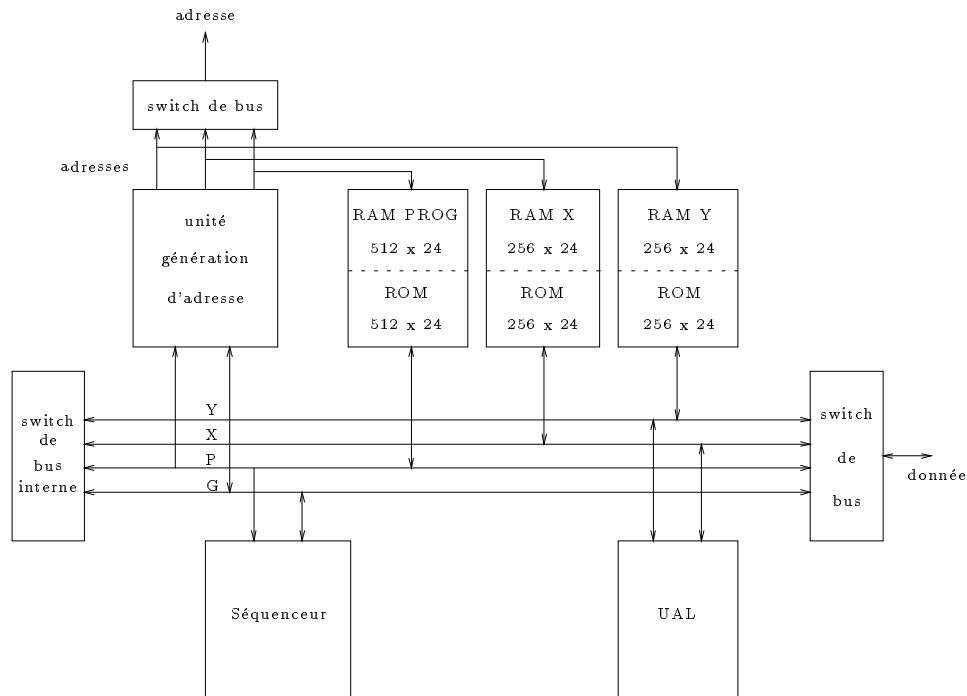 adresse
switch de bus
adresses
unité
génération
d'adresse
RAM PROG
512 x 24
ROM
512 x 24
RAM X
256 x 24
ROM
256 x 24
RAM Y
256 x 24
ROM
256 x 24
switch
de
bus
interne
Y
X
P
G
switch
de
bus
donnée
Séquenceur
UAL